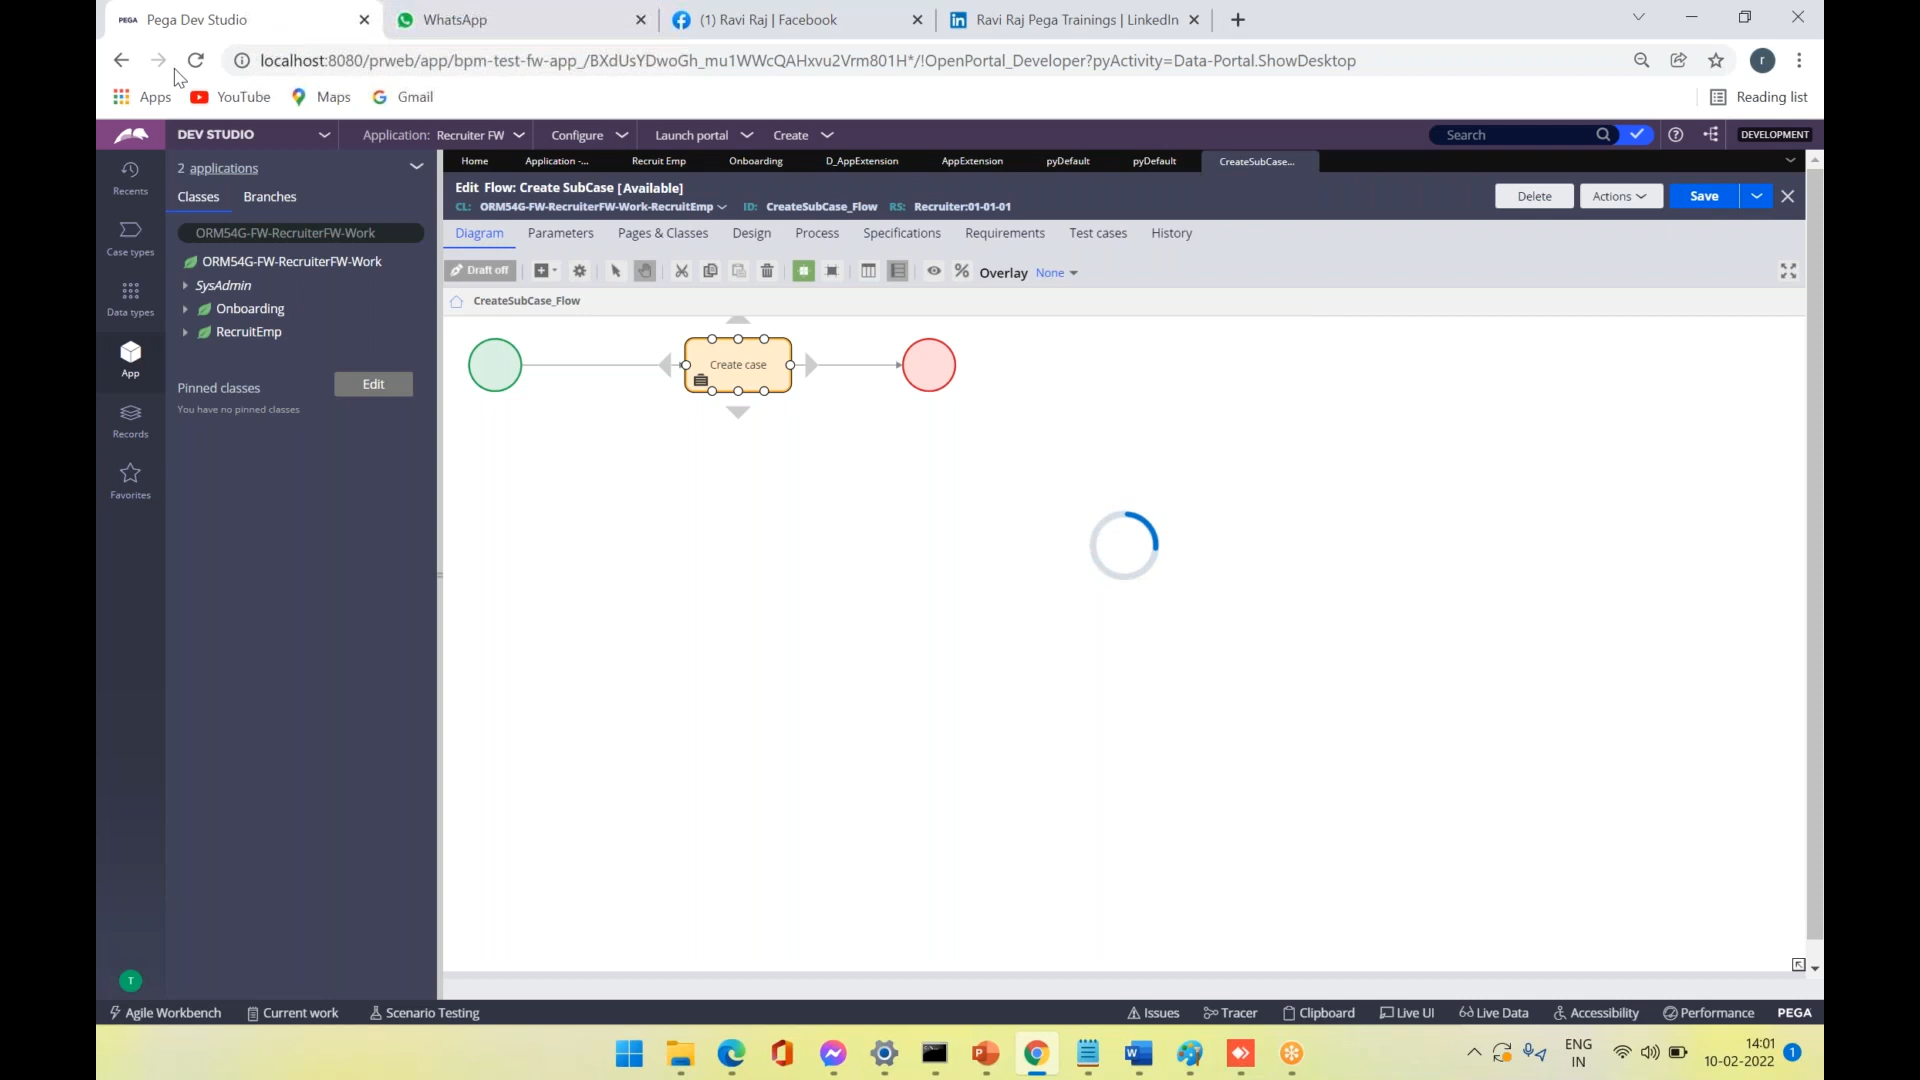 PEGA Pega Dev Studio
WhatsApp
(1) Ravi Raj | Facebook
in Ravi Raj Pega Trainings | LinkedIn
localhost:8080/prweb/app/bpm-test-fw-app_/BXdUsYDwoGh_mu1WWcQAHxvu2Vrm801H*/!OpenPortal_Developer?pyActivity=Data-Portal.ShowDesktop
r
Apps YouTube Maps Gmail Reading list
DEV STUDIO Application: Recruiter FW Configure Launch portal Create Search DEVELOPMENT
Recents
Case types
Data types
App
Records
Favorites
T
2 applications
Classes Branches
ORM54G-FW-RecruiterFW-Work
ORM54G-FW-RecruiterFW-Work
SysAdmin
Onboarding
RecruitEmp
Pinned classes Edit
You have no pinned classes
Home Application -... Recruit Emp Onboarding D_AppExtension AppExtension pyDefault pyDefault CreateSubCase...
Edit Flow: Create SubCase [Available]
CL: ORM54G-FW-RecruiterFW-Work-RecruitEmp ID: CreateSubCase_Flow RS: Recruiter:01-01-01
Delete Actions Save
Diagram Parameters Pages & Classes Design Process Specifications Requirements Test cases History
Draft off Overlay None
CreateSubCase_Flow
Create case
Agile Workbench Current work Scenario Testing Issues Tracer Clipboard Live UI Live Data Accessibility Performance PEGA
ENG
IN
14:01
10-02-2022
1